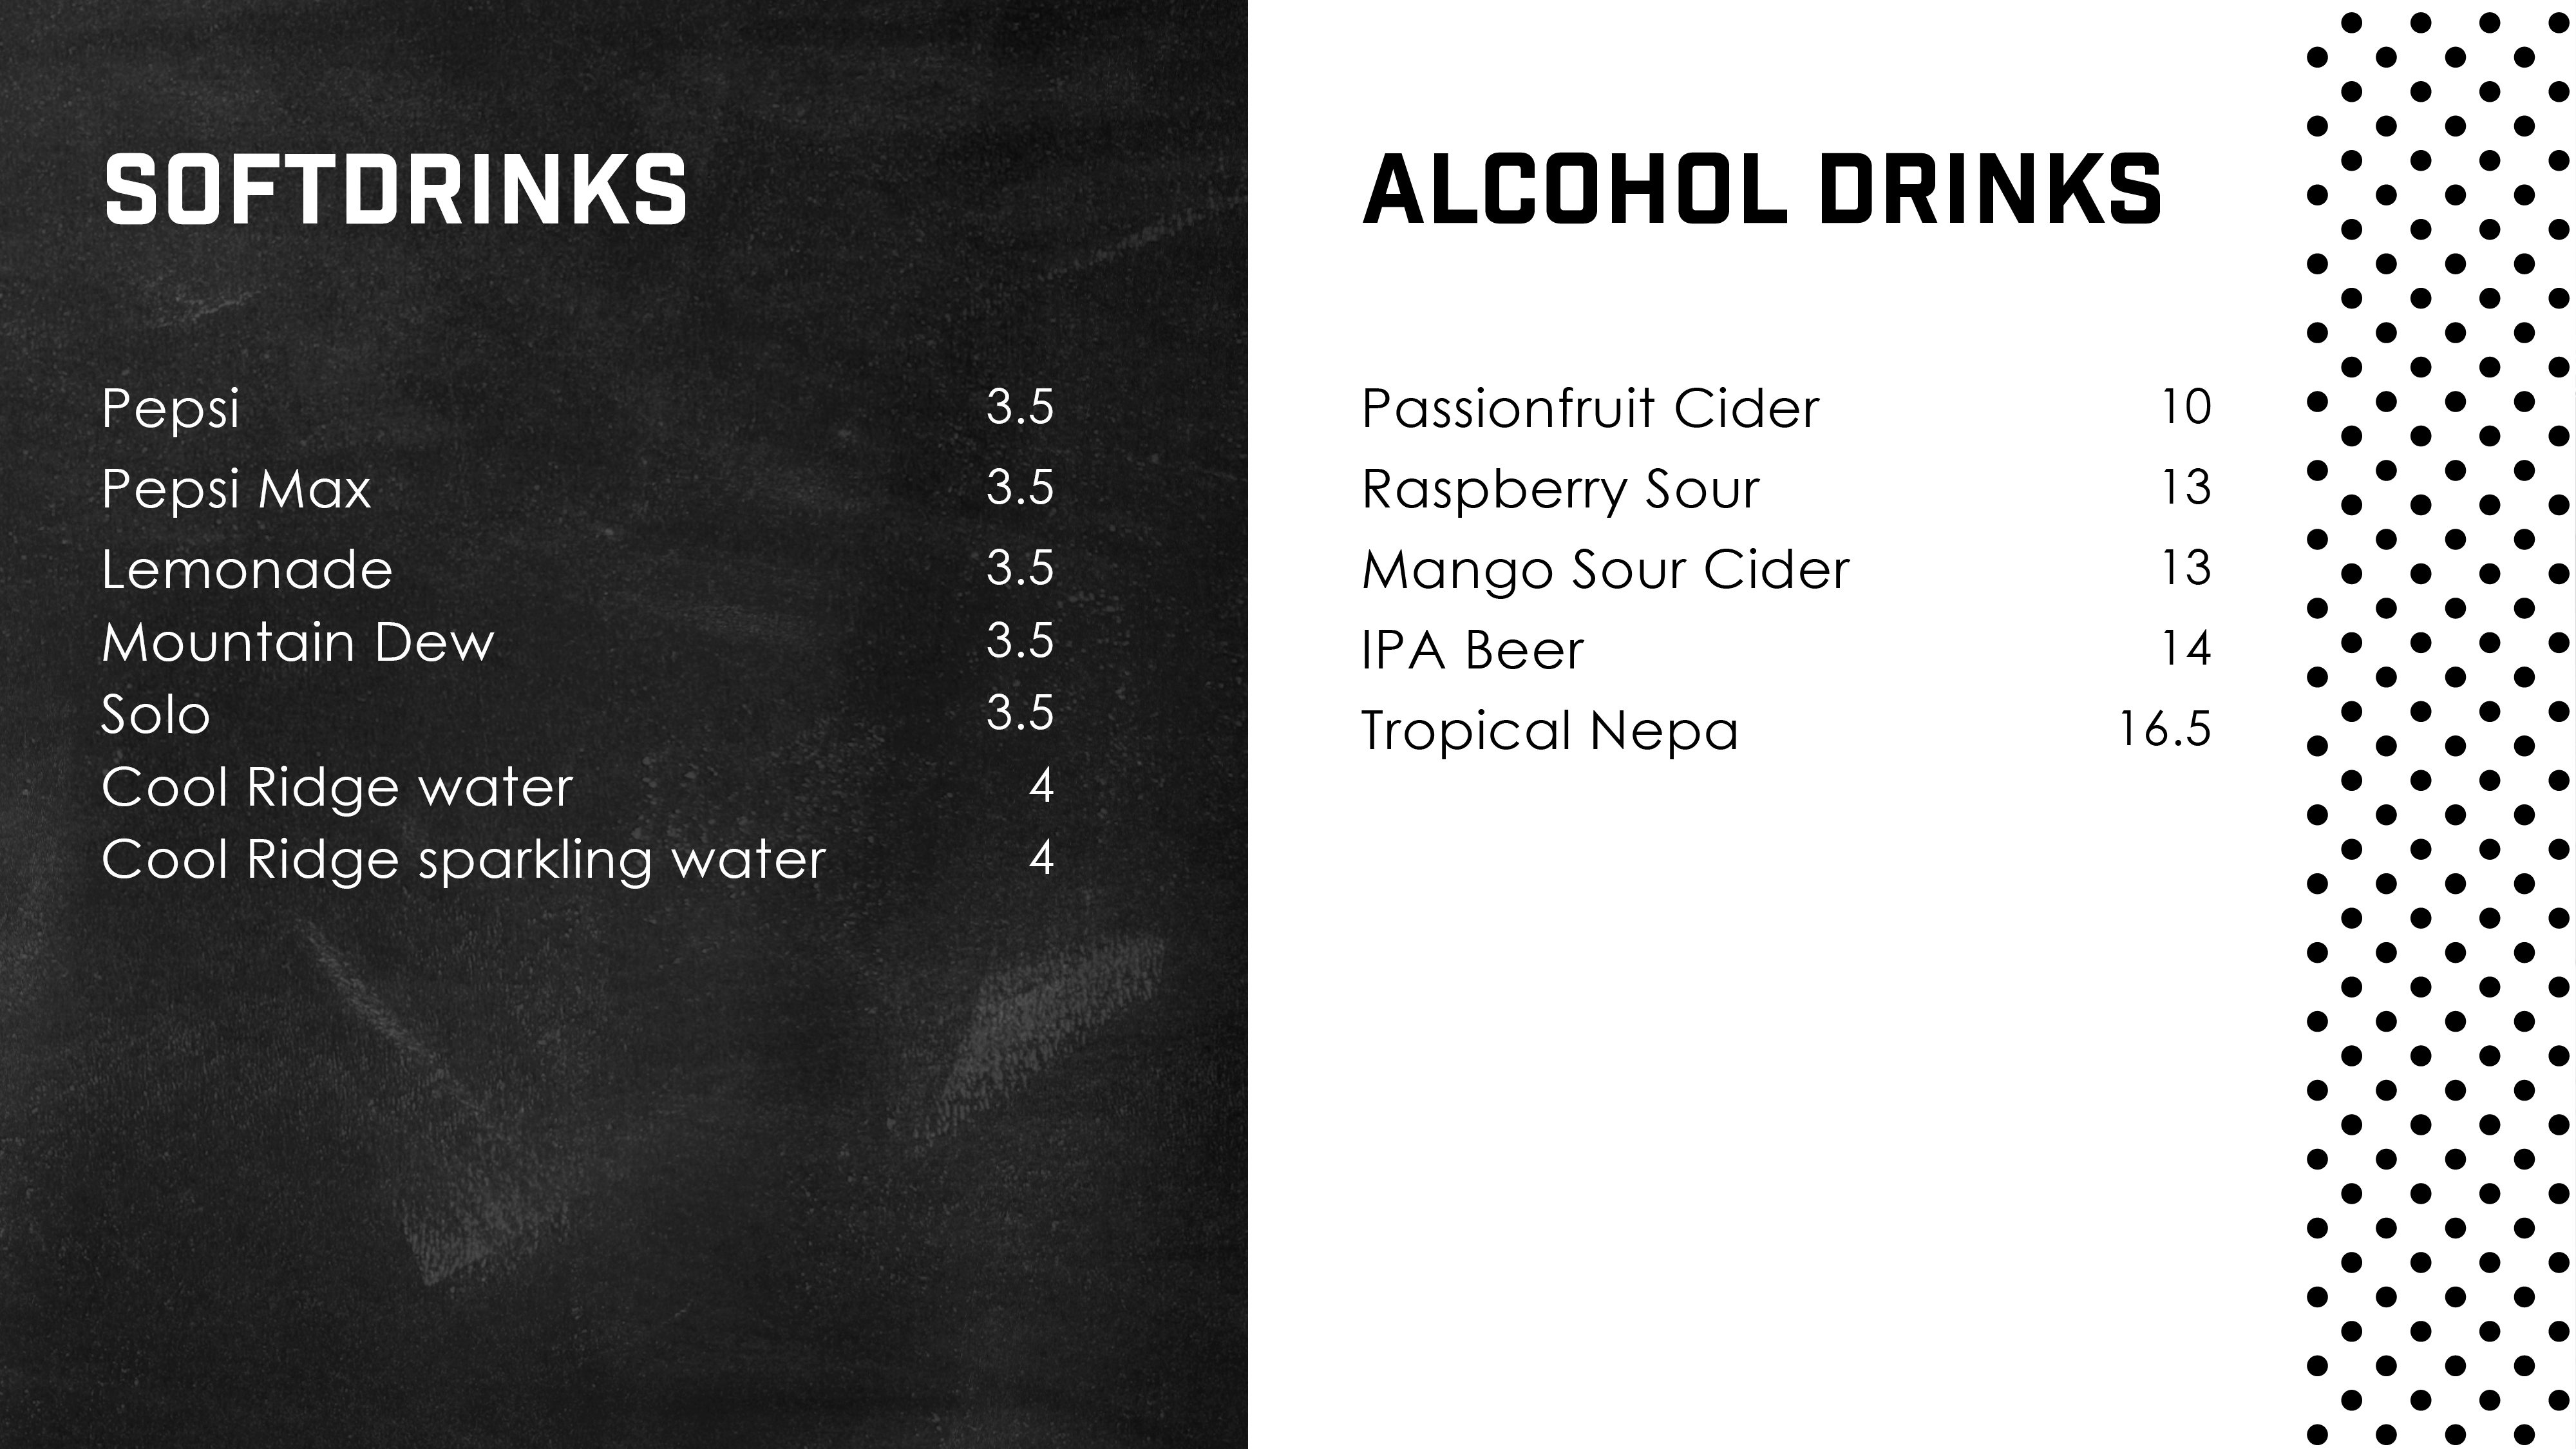 SOFTDRINKS
Pepsi 3.5
Pepsi Max 3.5
Lemonade 3.5
Mountain Dew 3.5
Solo 3.5
Cool Ridge water 4
Cool Ridge sparkling water 4
ALCOHOL DRINKS
Passionfruit Cider 10
Raspberry Sour 13
Mango Sour Cider 13
IPA Beer 14
Tropical Nepa 16.5